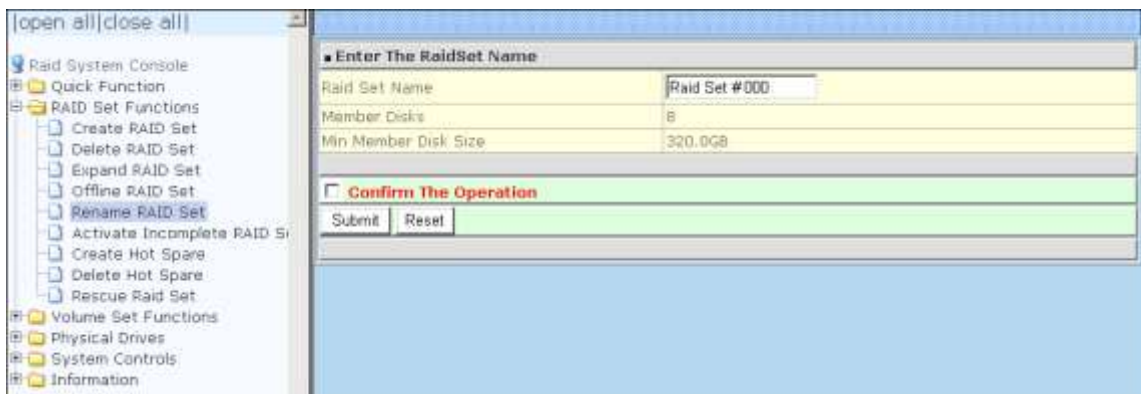 |open all|close all|
Raid System Console
Quick Function
RAID Set Functions
Create RAID Set
Delete RAID Set
Expand RAID Set
Offline RAID Set
Rename RAID Set
Activate Incomplete RAID Se
Create Hot Spare
Delete Hot Spare
Rescue Raid Set
Volume Set Functions
Physical Drives
System Controls
Information
Enter The RaidSet Name
Raid Set Name Raid Set #000
Member Disks 8
Min Member Disk Size 320.0GB
Confirm The Operation
Submit Reset